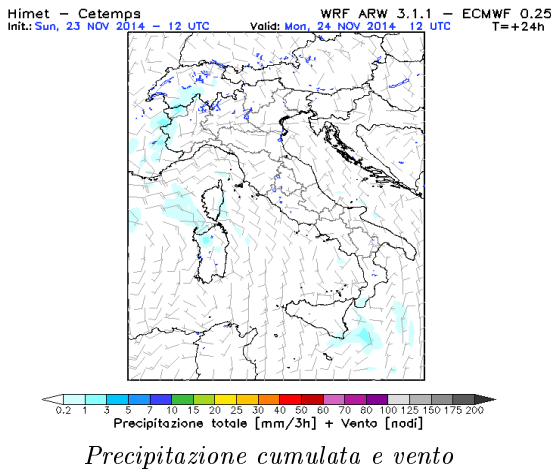 Himet – Cetemps WRF ARW 3.1.1 – ECMWF 0.25
Init.: Sun, 23 NOV 2014 – 12 UTC Valid: Mon, 24 NOV 2014 12 UTC T=+24h
0.2 1 3 5 7 10 15 20 25 30 40 50 60 70 80 100 125 150 175 200
Precipitazione totale [mm/3h] + Vento [nodi]
Precipitazione cumulata e vento